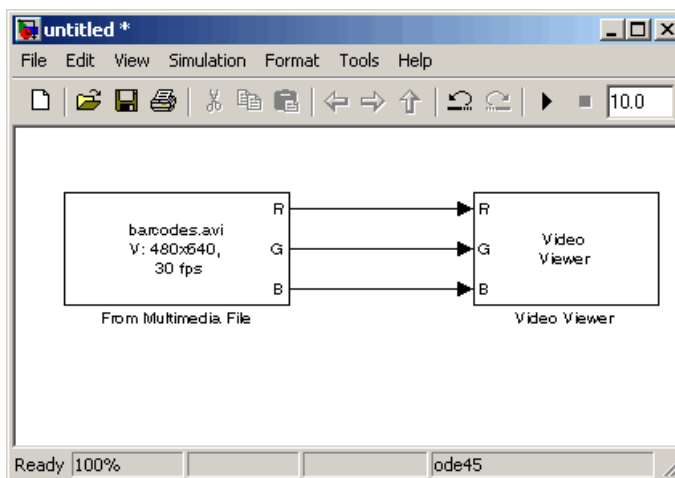 untitled *
File Edit View Simulation Format Tools Help
10.0
barcodes.avi
V: 480x640,
30 fps
R
G
B
R
G
B
Video
Viewer
From Multimedia File
Video Viewer
Ready 100% ode45